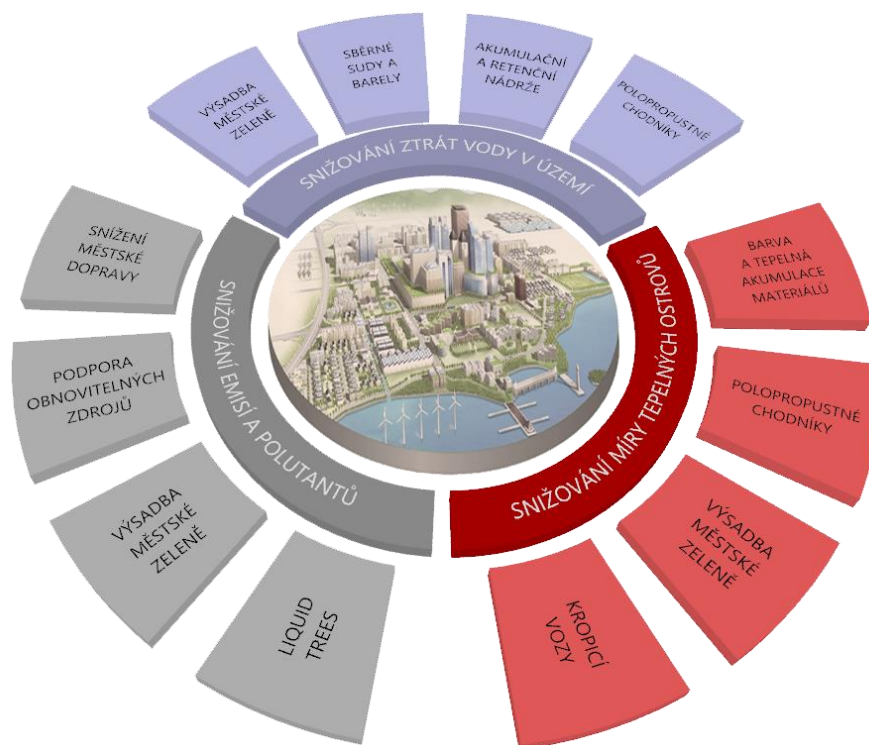 SNIŽOVÁNÍ ZTRÁT VODY V ÚZEMÍ
VÝSADBA
MĚSTSKÉ
ZELENĚ
SBĚRNÉ
SUDY A
BARELY
AKUMULAČNÍ
A RETENČNÍ
NÁDRŽE
POLOPROPUSTNÉ
CHODNÍKY
SNIŽOVÁNÍ MÍRY TEPELNÝCH OSTROVŮ
BARVA
A TEPELNÁ
AKUMULACE
MATERIÁLŮ
POLOPROPUSTNÉ
CHODNÍKY
VÝSADBA
MĚSTSKÉ
ZELENĚ
KROPICÍ
VOZY
SNIŽOVÁNÍ EMISÍ A POLUTANTŮ
SNÍŽENÍ
MĚSTSKÉ
DOPRAVY
PODPORA
OBNOVITELNÝCH
ZDROJŮ
VÝSADBA
MĚSTSKÉ
ZELENĚ
LIQUID
TREES